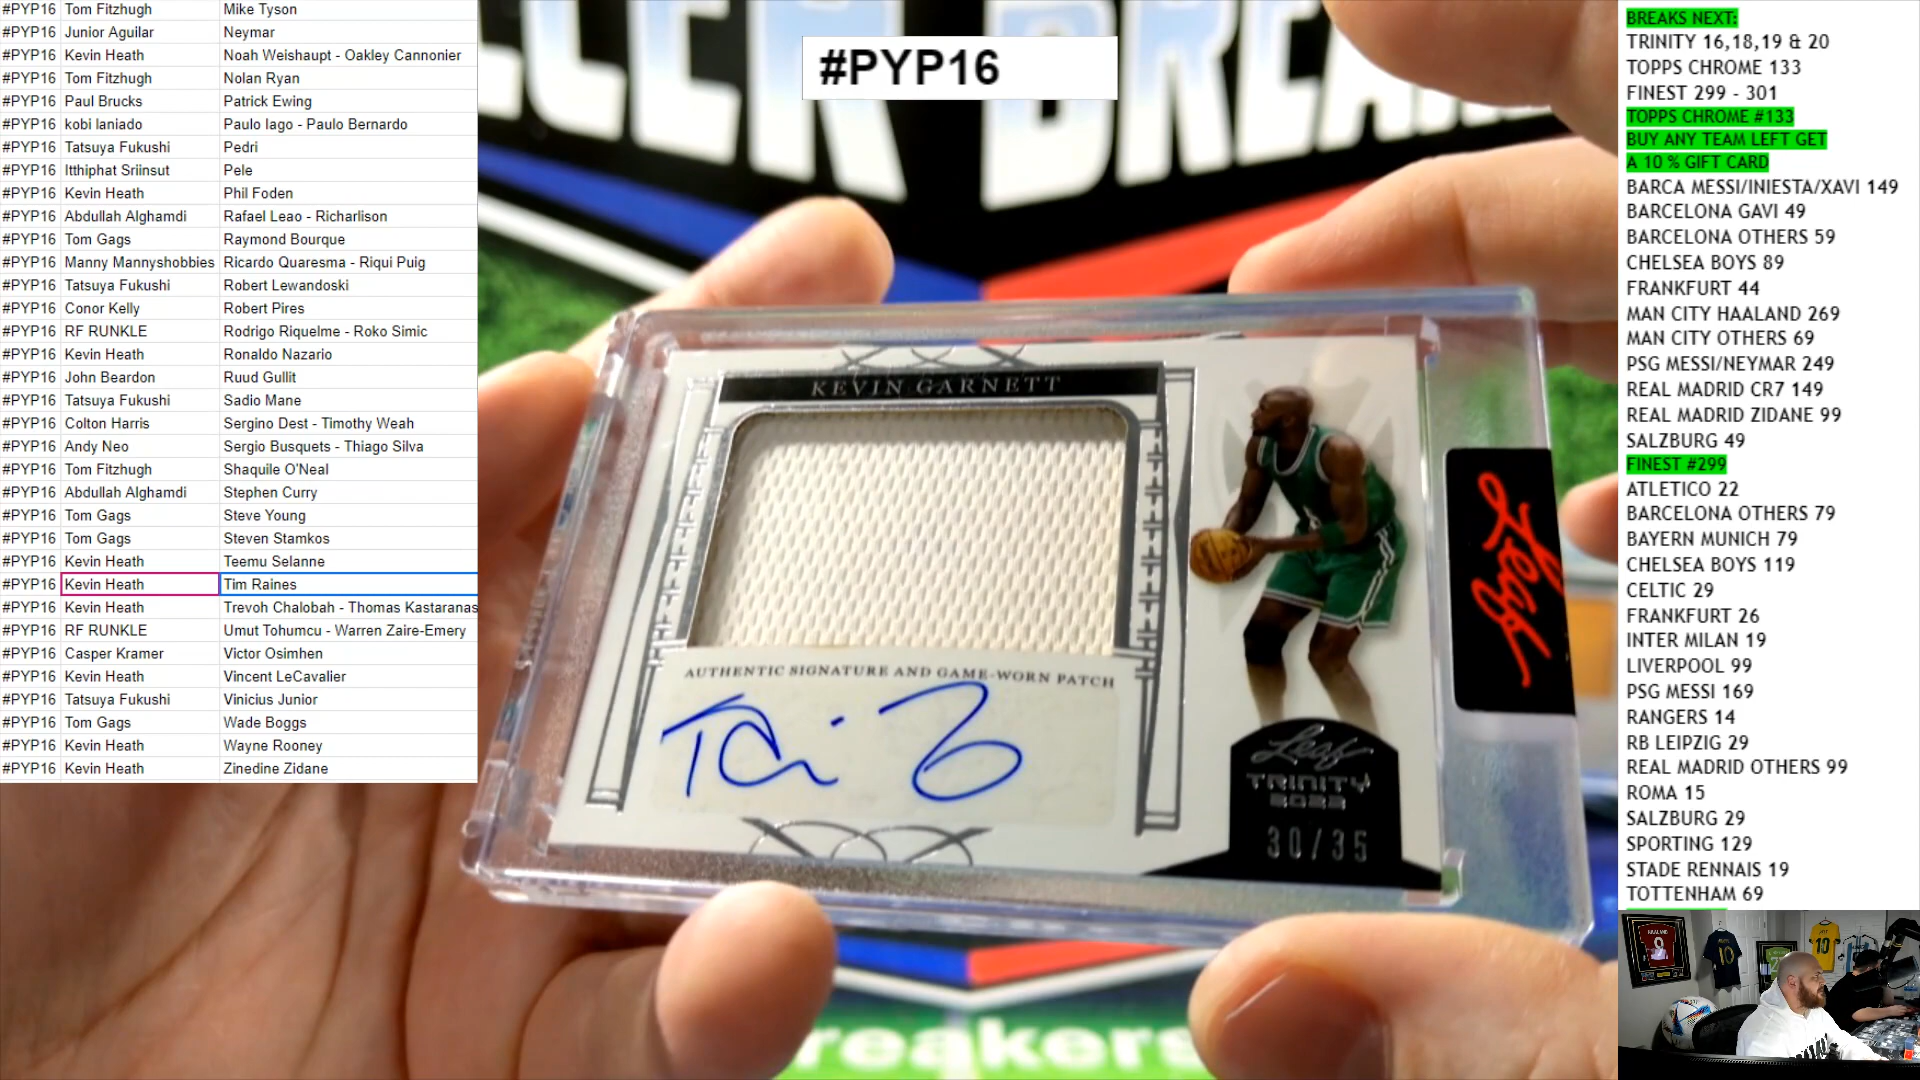 #PYP16 Tom Fitzhugh Mike Tyson
#PYP16 Junior Aguilar Neymar
#PYP16 Kevin Heath Noah Weishaupt - Oakley Cannonier
#PYP16 Tom Fitzhugh Nolan Ryan
#PYP16 Paul Brucks Patrick Ewing
#PYP16 kobi laniado Paulo Iago - Paulo Bernardo
#PYP16 Tatsuya Fukushi Pedri
#PYP16 Itthiphat Sriinsut Pele
#PYP16 Kevin Heath Phil Foden
#PYP16 Abdullah Alghamdi Rafael Leao - Richarlison
#PYP16 Tom Gags Raymond Bourque
#PYP16 Manny Mannyshobbies Ricardo Quaresma - Riqui Puig
#PYP16 Tatsuya Fukushi Robert Lewandoski
#PYP16 Conor Kelly Robert Pires
#PYP16 RF RUNKLE Rodrigo Riquelme - Roko Simic
#PYP16 Kevin Heath Ronaldo Nazario
#PYP16 John Beardon Ruud Gullit
#PYP16 Tatsuya Fukushi Sadio Mane
#PYP16 Colton Harris Sergino Dest - Timothy Weah
#PYP16 Andy Neo Sergio Busquets - Thiago Silva
#PYP16 Tom Fitzhugh Shaquile O'Neal
#PYP16 Abdullah Alghamdi Stephen Curry
#PYP16 Tom Gags Steve Young
#PYP16 Tom Gags Steven Stamkos
#PYP16 Kevin Heath Teemu Selanne
#PYP16 Kevin Heath Tim Raines
#PYP16 Kevin Heath Trevoh Chalobah - Thomas Kastaranas
#PYP16 RF RUNKLE Umut Tohumcu - Warren Zaire-Emery
#PYP16 Casper Kramer Victor Osimhen
#PYP16 Kevin Heath Vincent LeCavalier
#PYP16 Tatsuya Fukushi Vinicius Junior
#PYP16 Tom Gags Wade Boggs
#PYP16 Kevin Heath Wayne Rooney
#PYP16 Kevin Heath Zinedine Zidane
#PYP16
KEVIN GARNETT
AUTHENTIC SIGNATURE AND GAME-WORN PATCH
Leaf
TRINITY
2023
30/35
Leaf
reakers
BREAKS NEXT:
TRINITY 16,18,19 & 20
TOPPS CHROME 133
FINEST 299 - 301
TOPPS CHROME #133
BUY ANY TEAM LEFT GET
A 10 % GIFT CARD
BARCA MESSI/INIESTA/XAVI 149
BARCELONA GAVI 49
BARCELONA OTHERS 59
CHELSEA BOYS 89
FRANKFURT 44
MAN CITY HAALAND 269
MAN CITY OTHERS 69
PSG MESSI/NEYMAR 249
REAL MADRID CR7 149
REAL MADRID ZIDANE 99
SALZBURG 49
FINEST #299
ATLETICO 22
BARCELONA OTHERS 79
BAYERN MUNICH 79
CHELSEA BOYS 119
CELTIC 29
FRANKFURT 26
INTER MILAN 19
LIVERPOOL 99
PSG MESSI 169
RANGERS 14
RB LEIPZIG 29
REAL MADRID OTHERS 99
ROMA 15
SALZBURG 29
SPORTING 129
STADE RENNAIS 19
TOTTENHAM 69